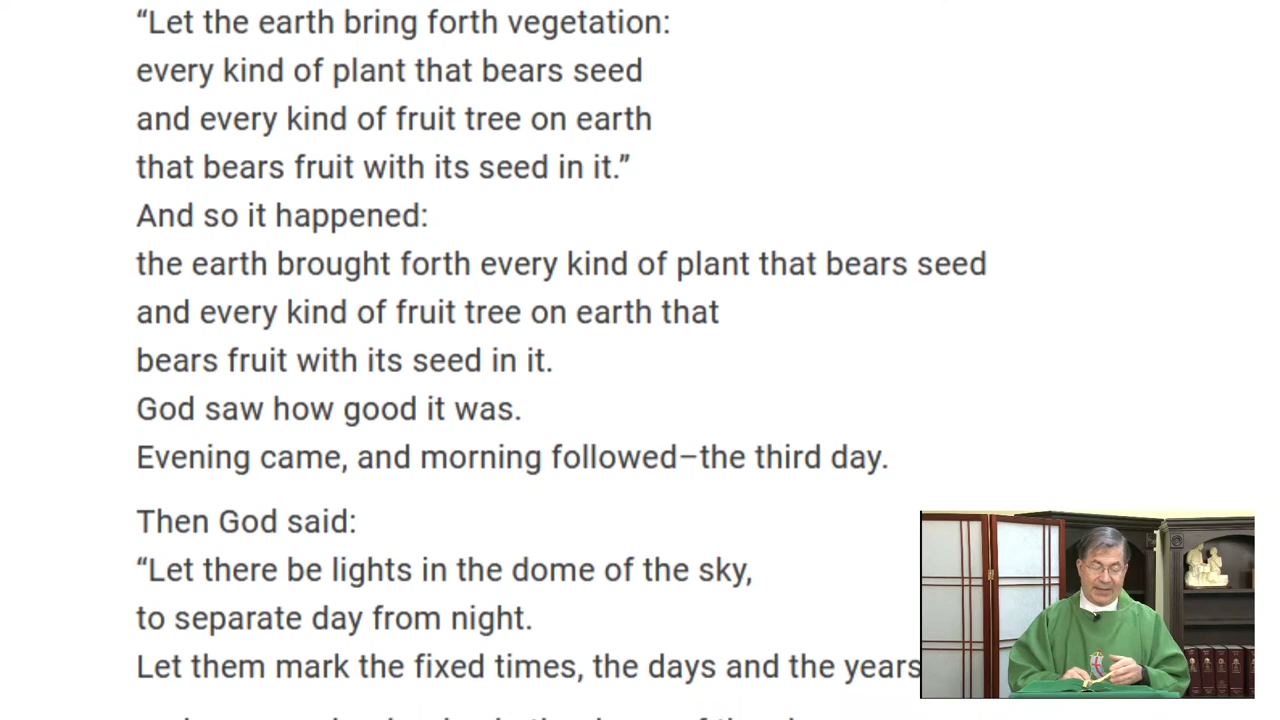 “Let the earth bring forth vegetation:
every kind of plant that bears seed
and every kind of fruit tree on earth
that bears fruit with its seed in it.”
And so it happened:
the earth brought forth every kind of plant that bears seed
and every kind of fruit tree on earth that
bears fruit with its seed in it.
God saw how good it was.
Evening came, and morning followed–the third day.
Then God said:
“Let there be lights in the dome of the sky,
to separate day from night.
Let them mark the fixed times, the days and the years